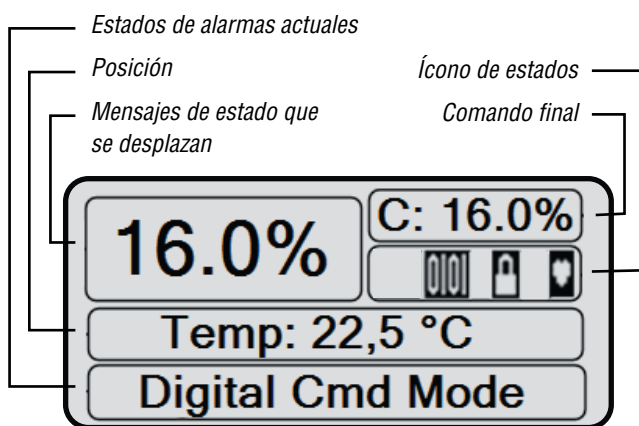 Estados de alarmas actuales
Posición
Ícono de estados
Mensajes de estado que
se desplazan
Comando final
16.0%
C: 16.0%
0101
Temp: 22,5 °C
Digital Cmd Mode